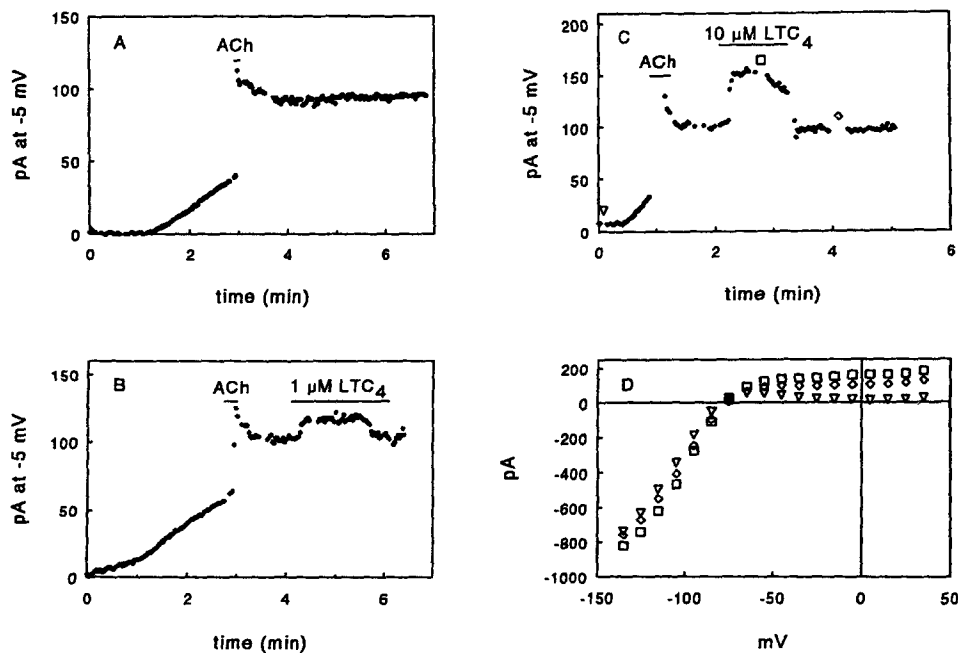 A
ACh
150
100
50
0
pA at -5 mV
0 2 4 6
time (min)
B
ACh
1 µM LTC4
150
100
50
0
pA at -5 mV
0 2 4 6
time (min)
C
ACh
10 µM LTC4
200
150
100
50
0
pA at -5 mV
0 2 4 6
time (min)
D
200
0
-200
-400
-600
-800
-1000
pA
-150 -100 -50 0 50
mV